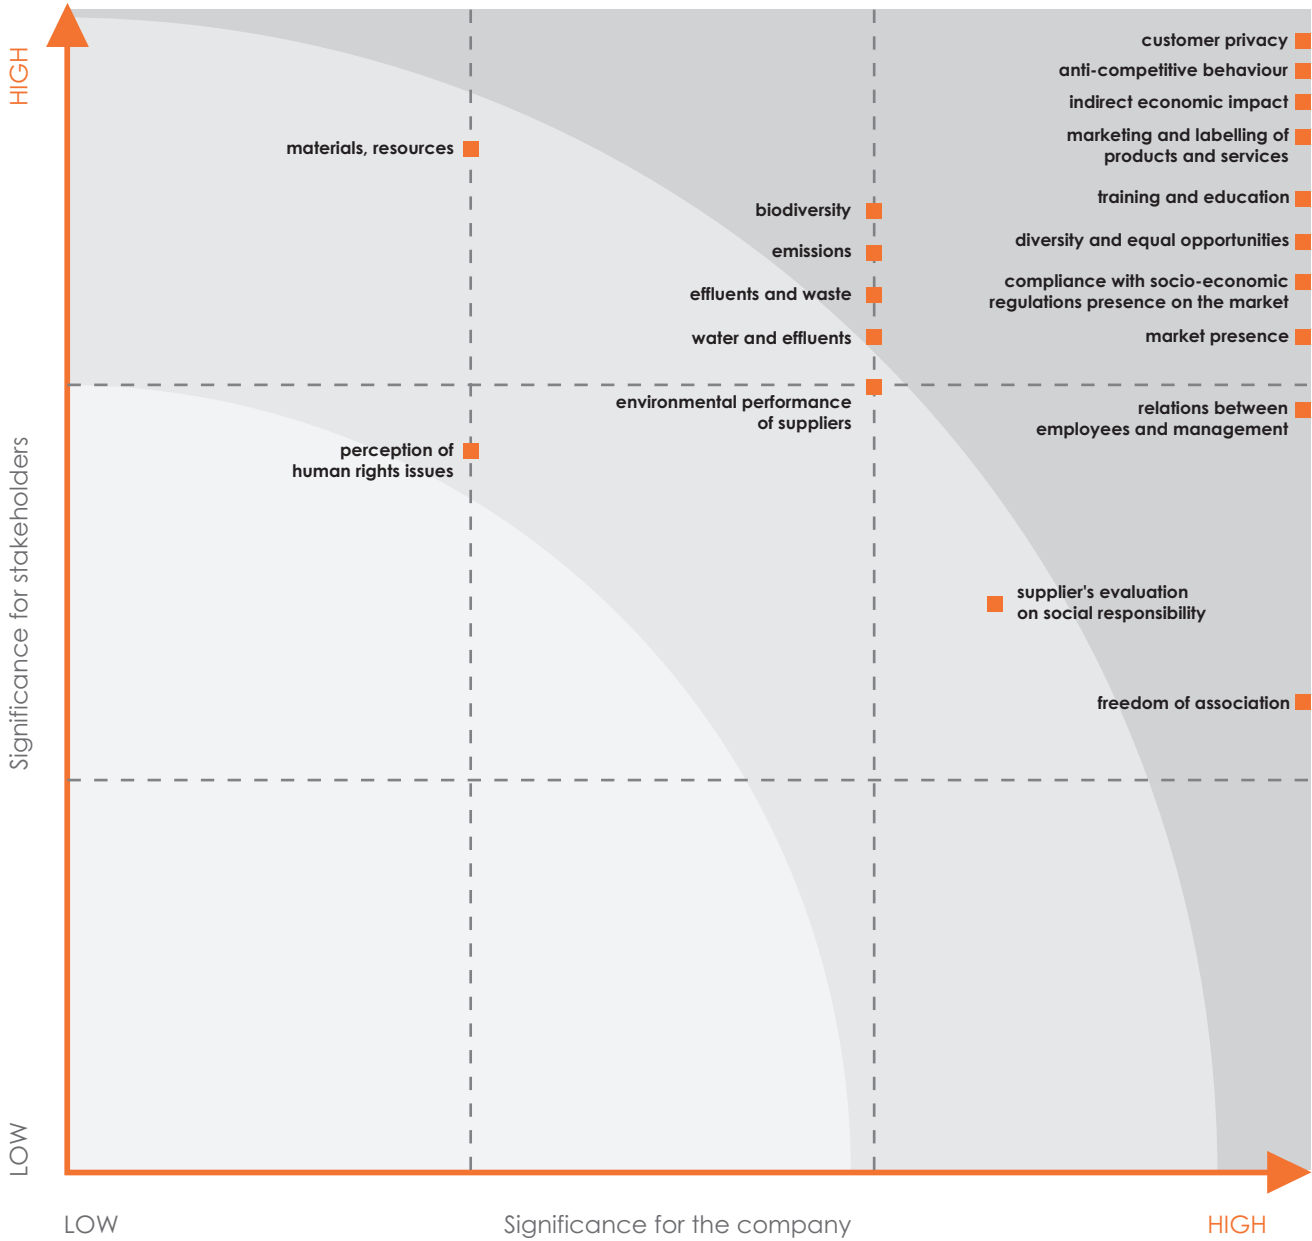 HIGH
customer privacy
anti-competitive behaviour
indirect economic impact
marketing and labelling of
products and services
materials, resources
training and education
biodiversity
diversity and equal opportunities
emissions
compliance with socio-economic
regulations presence on the market
effluents and waste
water and effluents
market presence
environmental performance
of suppliers
relations between
employees and management
perception of
human rights issues
Significance for stakeholders
supplier's evaluation
on social responsibility
freedom of association
LOW
LOW
Significance for the company
HIGH